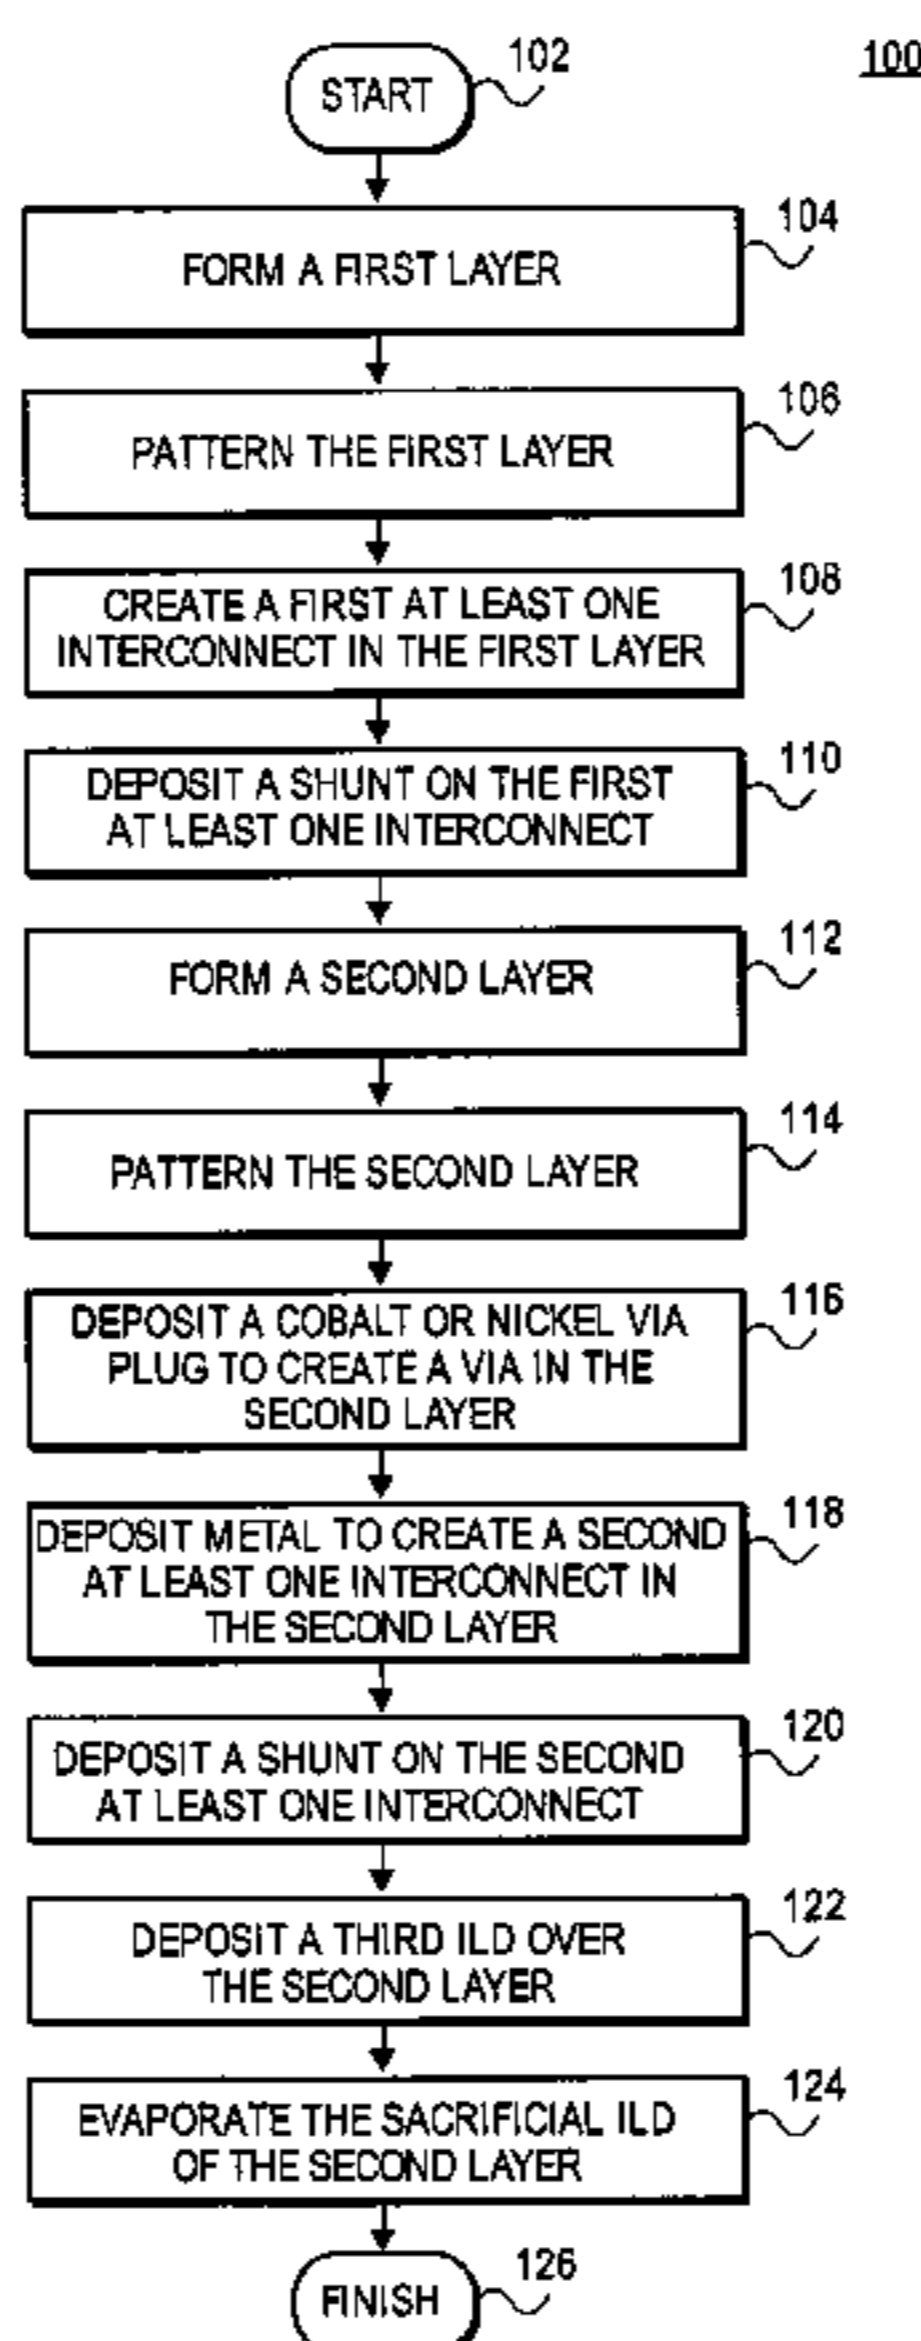 100
START
102
FORM A FIRST LAYER
104
PATTERN THE FIRST LAYER
106
CREATE A FIRST AT LEAST ONE
INTERCONNECT IN THE FIRST LAYER
108
DEPOSIT A SHUNT ON THE FIRST
AT LEAST ONE INTERCONNECT
110
FORM A SECOND LAYER
112
PATTERN THE SECOND LAYER
114
DEPOSIT A COBALT OR NICKEL VIA
PLUG TO CREATE A VIA IN THE
SECOND LAYER
116
DEPOSIT METAL TO CREATE A SECOND
AT LEAST ONE INTERCONNECT IN
THE SECOND LAYER
118
DEPOSIT A SHUNT ON THE SECOND
AT LEAST ONE INTERCONNECT
120
DEPOSIT A THIRD ILD OVER
THE SECOND LAYER
122
EVAPORATE THE SACRIFICIAL ILD
OF THE SECOND LAYER
124
FINISH
126